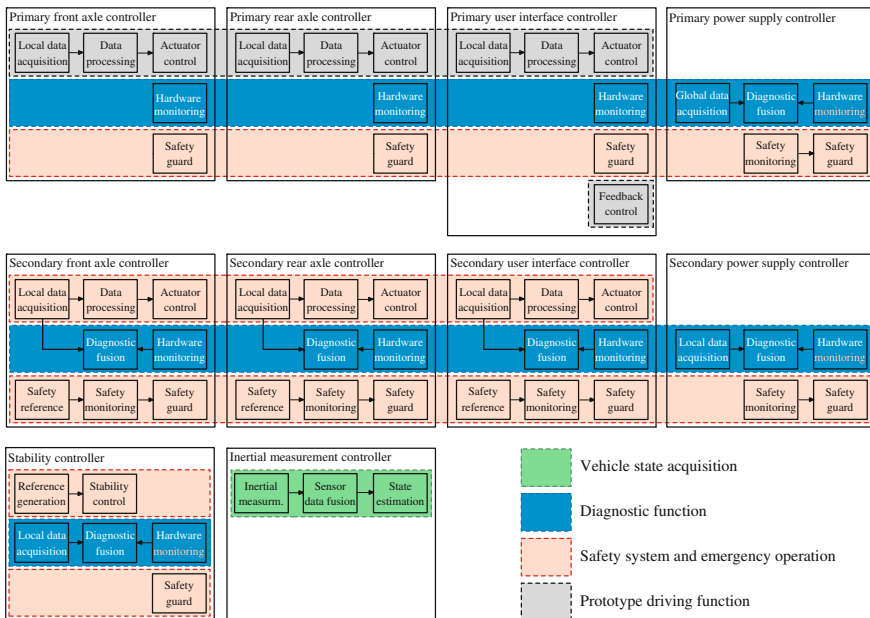 Primary front axle controller
Primary rear axle controller
Primary user interface controller
Primary power supply controller
Local data
acquisition
Data
processing
Actuator
control
Local data
acquisition
Data
processing
Actuator
control
Local data
acquisition
Data
processing
Actuator
control
Hardware
monitoring
Hardware
monitoring
Hardware
monitoring
Global data
acquisition
Diagnostic
fusion
Hardware
monitoring
Safety
guard
Safety
guard
Safety
guard
Safety
monitoring
Safety
guard
Feedback
control
Secondary front axle controller
Secondary rear axle controller
Secondary user interface controller
Secondary power supply controller
Local data
acquisition
Data
processing
Actuator
control
Local data
acquisition
Data
processing
Actuator
control
Local data
acquisition
Data
processing
Actuator
control
Diagnostic
fusion
Hardware
monitoring
Diagnostic
fusion
Hardware
monitoring
Diagnostic
fusion
Hardware
monitoring
Local data
acquisition
Diagnostic
fusion
Hardware
monitoring
Safety
reference
Safety
monitoring
Safety
guard
Safety
reference
Safety
monitoring
Safety
guard
Safety
reference
Safety
monitoring
Safety
guard
Safety
monitoring
Safety
guard
Stability controller
Inertial measurement controller
Reference
generation
Stability
control
Inertial
measurm.
Sensor
data fusion
State
estimation
Local data
acquisition
Diagnostic
fusion
Hardware
monitoring
Safety
guard
Vehicle state acquisition
Diagnostic function
Safety system and emergency operation
Prototype driving function